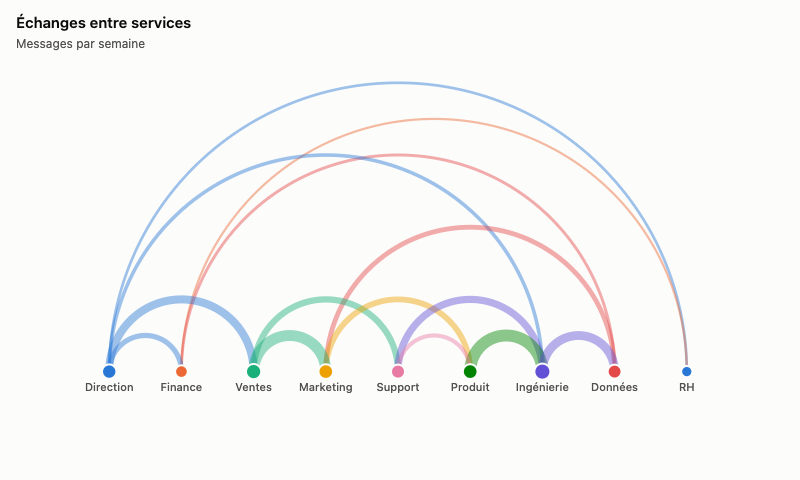 Échanges entre services
Messages par semaine
Direction Finance Ventes Marketing Support Produit Ingénierie Données RH